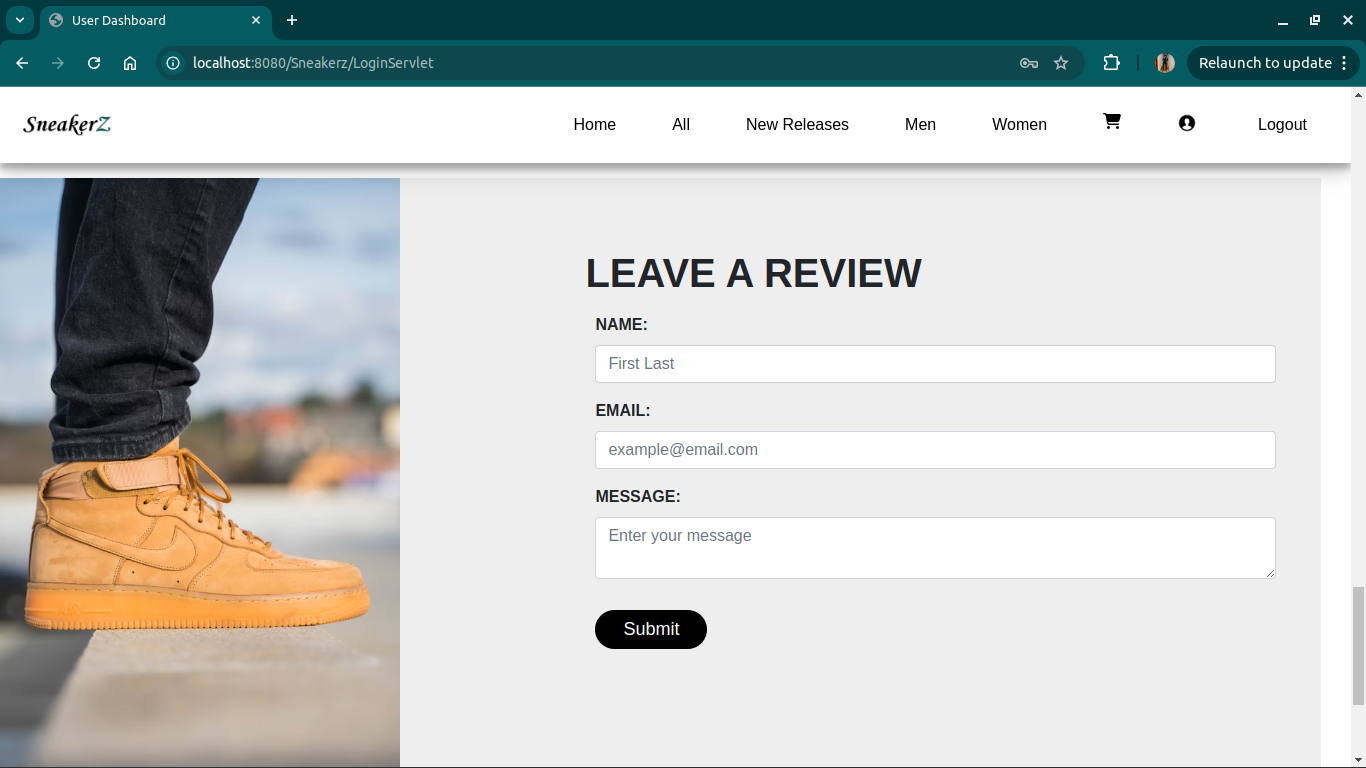 User Dashboard
localhost:8080/Sneakerz/LoginServlet
Relaunch to update
SneakerZ
Home
All
New Releases
Men
Women
Logout
LEAVE A REVIEW
NAME:
First Last
EMAIL:
example@email.com
MESSAGE:
Enter your message
Submit
AIR